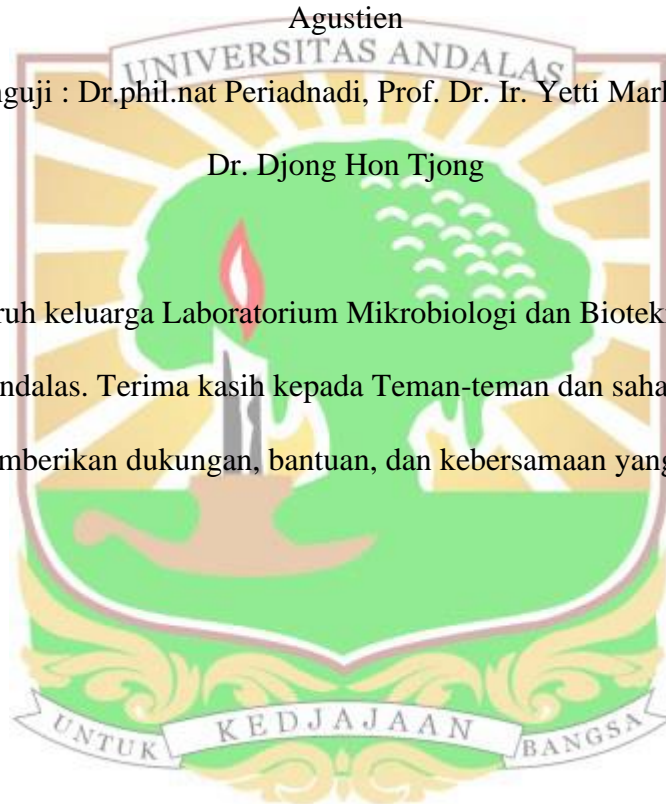 Agustien
UNIVERSITAS ANDALAS
nguji : Dr.phil.nat Periadnadi, Prof. Dr. Ir. Yetti Marl
Dr. Djong Hon Tjong
ruh keluarga Laboratorium Mikrobiologi dan Biotek
ndalas. Terima kasih kepada Teman-teman dan saha
mberikan dukungan, bantuan, dan kebersamaan yang
UNTUK KEDJAJAAN BANGSA